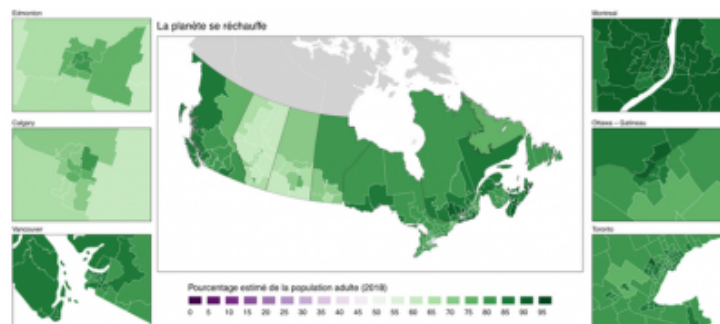 Edmonton
La planète se réchauffe
Montreal
Calgary
Ottawa – Gatineau
Vancouver
Toronto
Pourcentage estimé de la population adulte (2018)
0 5 10 15 20 25 30 35 40 45 50 55 60 65 70 75 80 85 90 95